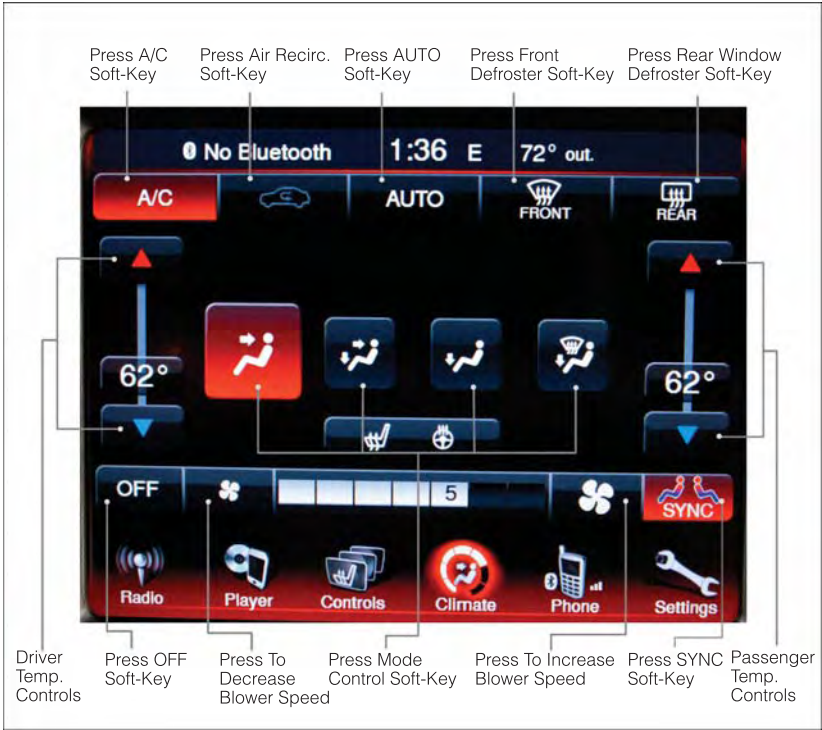 Press A/C
Soft-Key
Press Air Recirc.
Soft-Key
Press AUTO
Soft-Key
Press Front
Defroster Soft-Key
Press Rear Window
Defroster Soft-Key
No Bluetooth
1:36 E
72° out.
A/C
AUTO
FRONT
REAR
62°
62°
OFF
5
SYNC
Radio
Player
Controls
Climate
Phone
Settings
Driver
Temp.
Controls
Press OFF
Soft-Key
Press To
Decrease
Blower Speed
Press Mode
Control Soft-Key
Press To Increase
Blower Speed
Press SYNC
Soft-Key
Passenger
Temp.
Controls